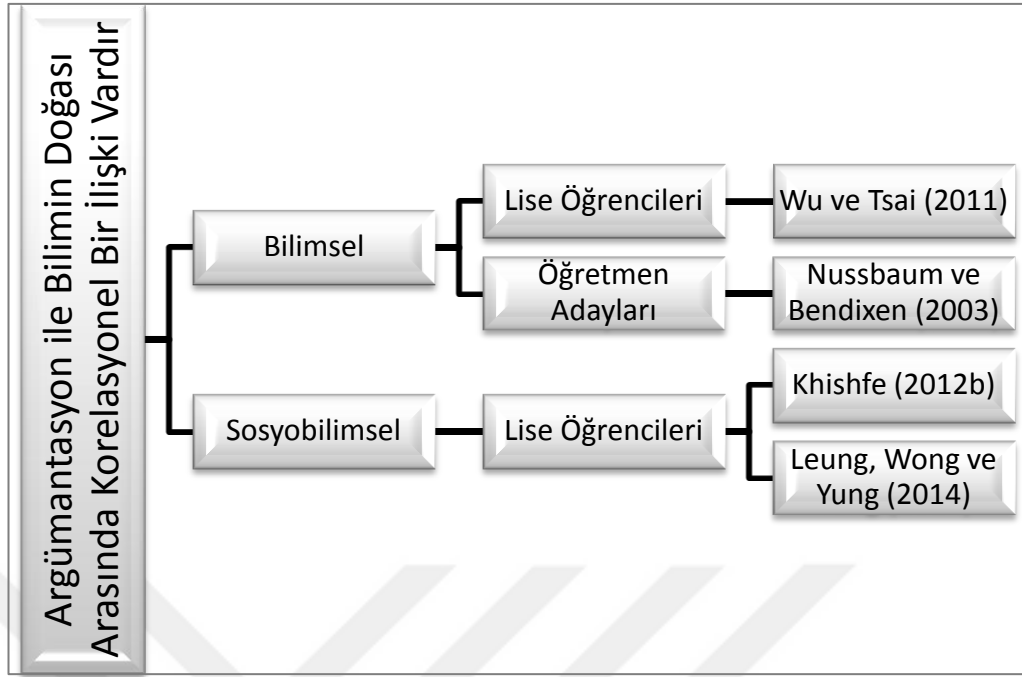 Argümantasyon ile Bilimin Doğası
Arasında Korelasyonel Bir İlişki Vardır
Bilimsel
Lise Öğrencileri
Wu ve Tsai (2011)
Öğretmen
Adayları
Nussbaum ve
Bendixen (2003)
Sosyobilimsel
Lise Öğrencileri
Khishfe (2012b)
Leung, Wong ve
Yung (2014)